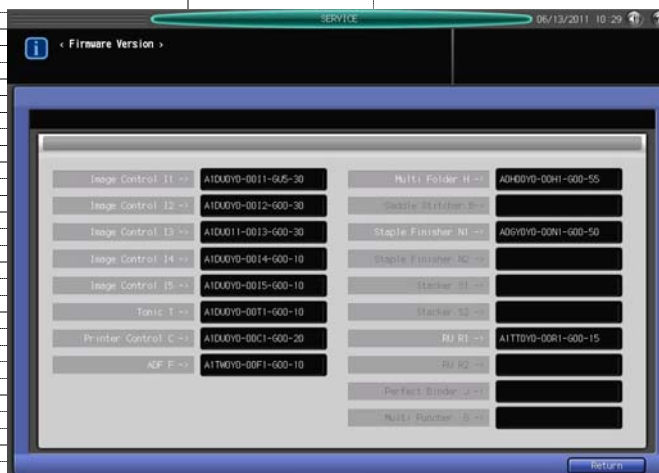 SERVICE
06/13/2011 10:29
i
‹ Firmware Version ›
Image Control I1 --> A1DU0Y0-00I1-GU5-30
Image Control I2 --> A1DU0Y0-00I2-G00-30
Image Control I3 --> A1DU011-00I3-G00-30
Image Control I4 --> A1DU0Y0-00I4-G00-10
Image Control I5 --> A1DU0Y0-00I5-G00-10
Tonic T --> A1DU0Y0-00T1-G00-10
Printer Control C --> A1DU0Y0-00C1-G00-20
ADF F --> A1TW0Y0-00F1-G00-10
Multi Folder H --> A0H00Y0-00H1-G00-55
Saddle Stitcher B-->
Staple Finisher N1 --> A0GY0Y0-00N1-G00-50
Staple Finisher N2 -->
Stacker S1 -->
Stacker S2 -->
RU R1 --> A1TT0Y0-00R1-G00-15
RU R2 -->
Perfect Binder J -->
Multi Puncher G -->
Return